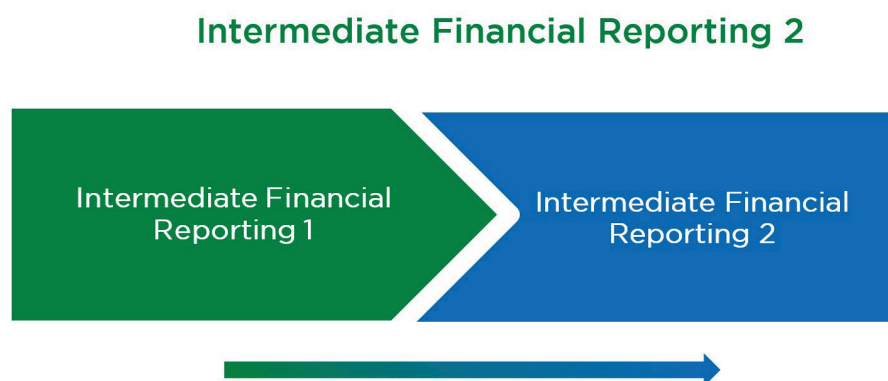 Intermediate Financial Reporting 2
Intermediate Financial
Reporting 1
Intermediate Financial
Reporting 2